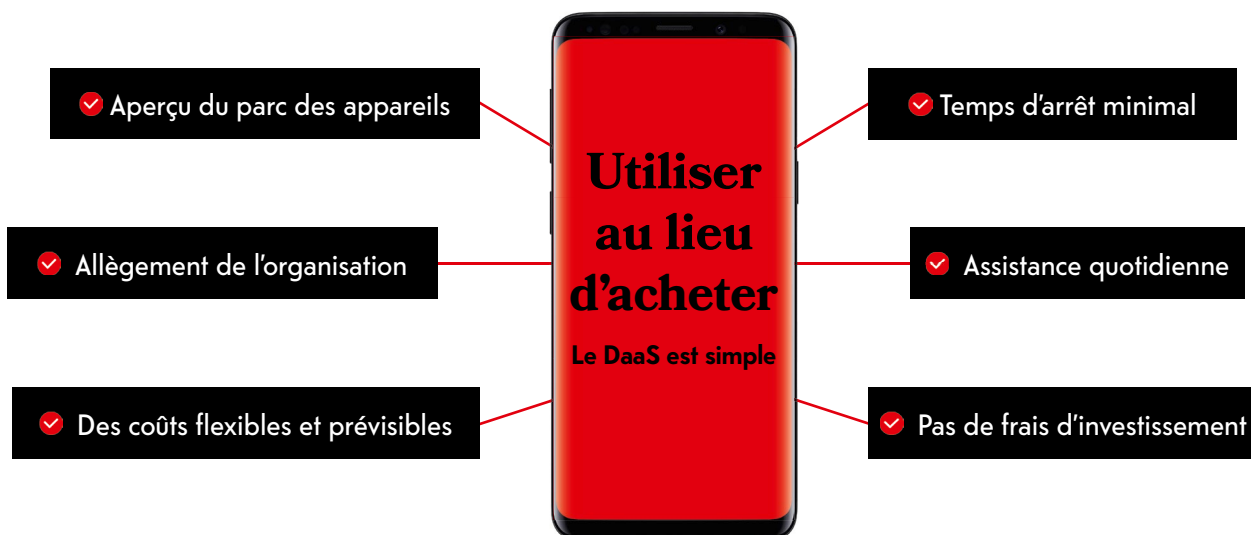 Aperçu du parc des appareils
Allègement de l'organisation
Des coûts flexibles et prévisibles
Utiliser
au lieu
d'acheter
Le DaaS est simple
Temps d'arrêt minimal
Assistance quotidienne
Pas de frais d'investissement